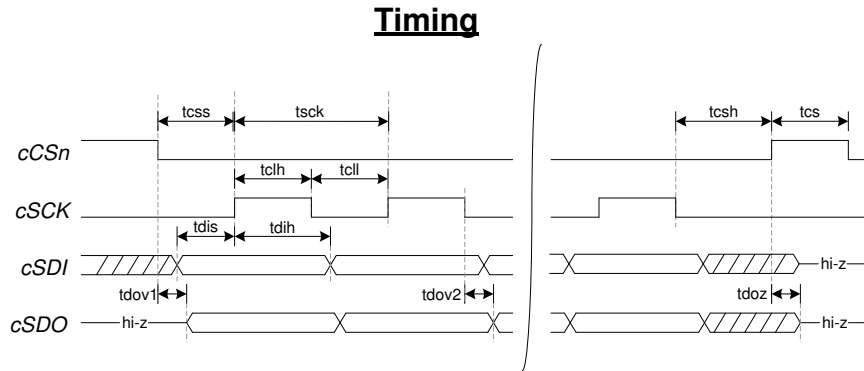 Timing
tcss tsck tcsh tcs
cCSn
tclh tcll
cSCK
tdis tdih
cSDI hi-z
tdov1 tdov2 tdoz
cSDO hi-z hi-z